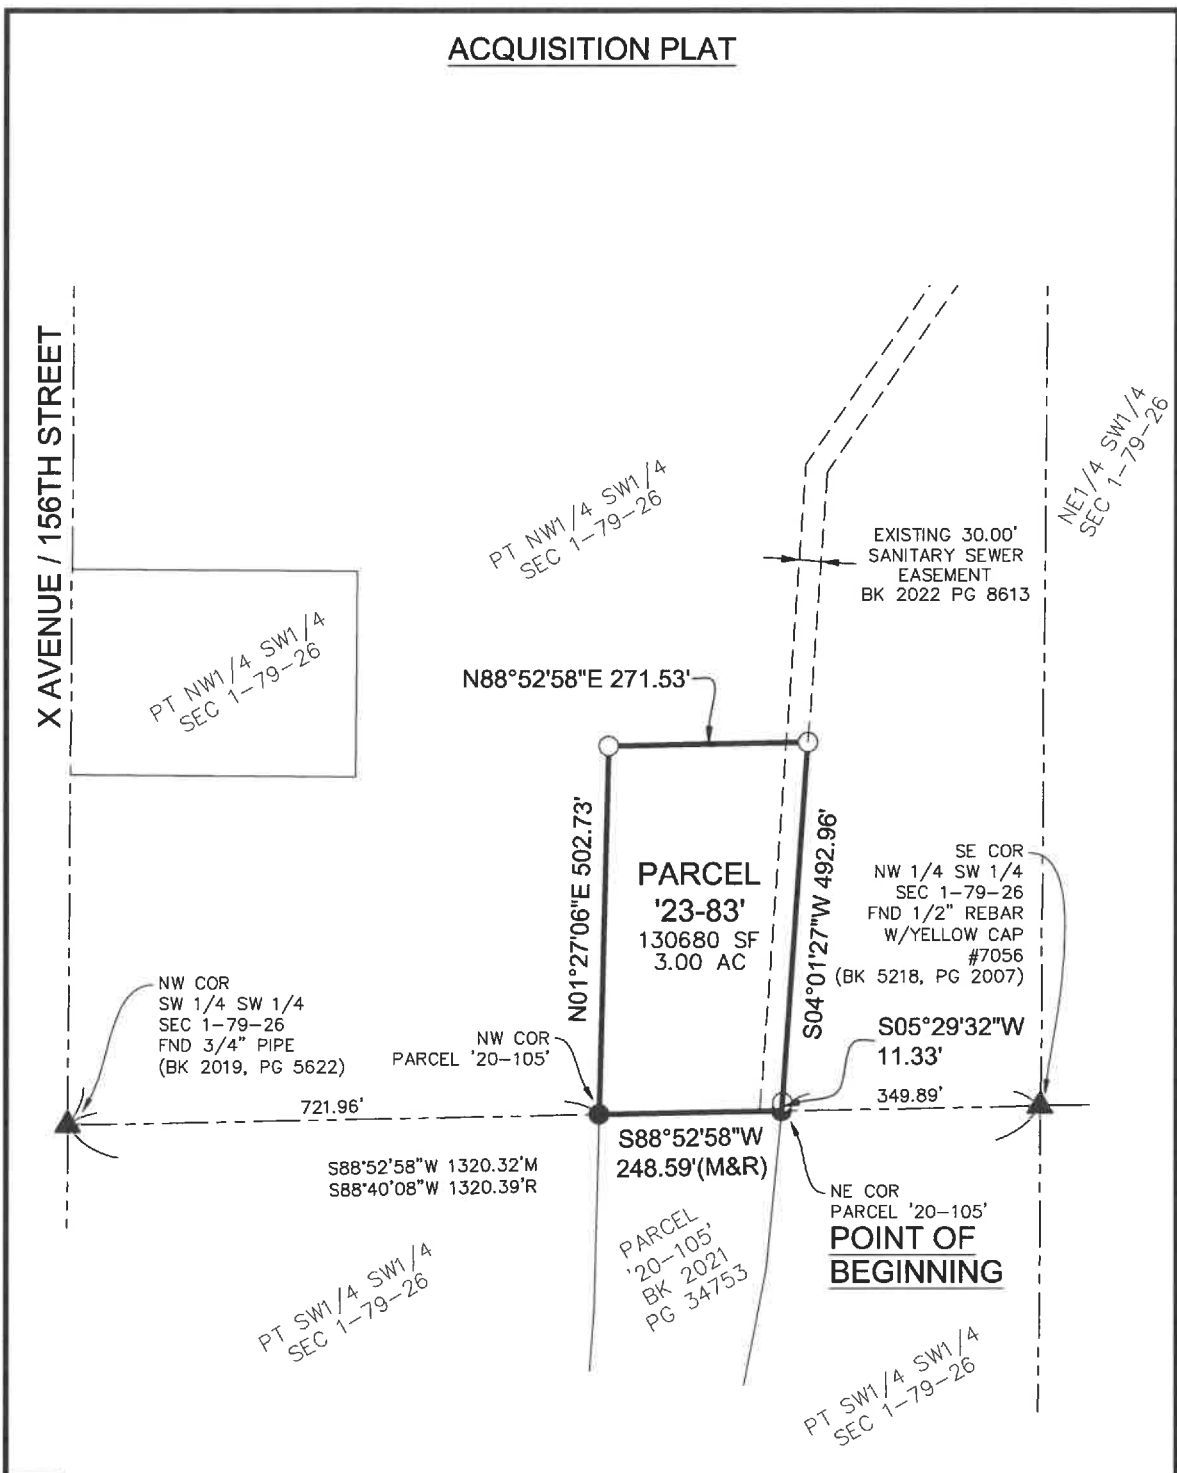 ACQUISITION PLAT
X AVENUE / 156TH STREET
PT NW1/4 SW1/4
SEC 1-79-26
NE1/4 SW1/4
SEC 1-79-26
EXISTING 30.00'
SANITARY SEWER
EASEMENT
BK 2022 PG 8613
PT NW1/4 SW1/4
SEC 1-79-26
N88°52'58"E 271.53'
N01°27'06"E 502.73'
PARCEL
'23-83'
130680 SF
3.00 AC
S04°01'27"W 492.96'
SE COR
NW 1/4 SW 1/4
SEC 1-79-26
FND 1/2" REBAR
W/YELLOW CAP
#7056
(BK 5218, PG 2007)
NW COR
SW 1/4 SW 1/4
SEC 1-79-26
FND 3/4" PIPE
(BK 2019, PG 5622)
NW COR
PARCEL '20-105'
S05°29'32"W
11.33'
721.96'
349.89'
S88°52'58"W
248.59'(M&R)
S88°52'58"W 1320.32'M
S88°40'08"W 1320.39'R
NE COR
PARCEL '20-105'
POINT OF
BEGINNING
PARCEL
'20-105'
BK 2021
PG 34753
PT SW1/4 SW1/4
SEC 1-79-26
PT SW1/4 SW1/4
SEC 1-79-26